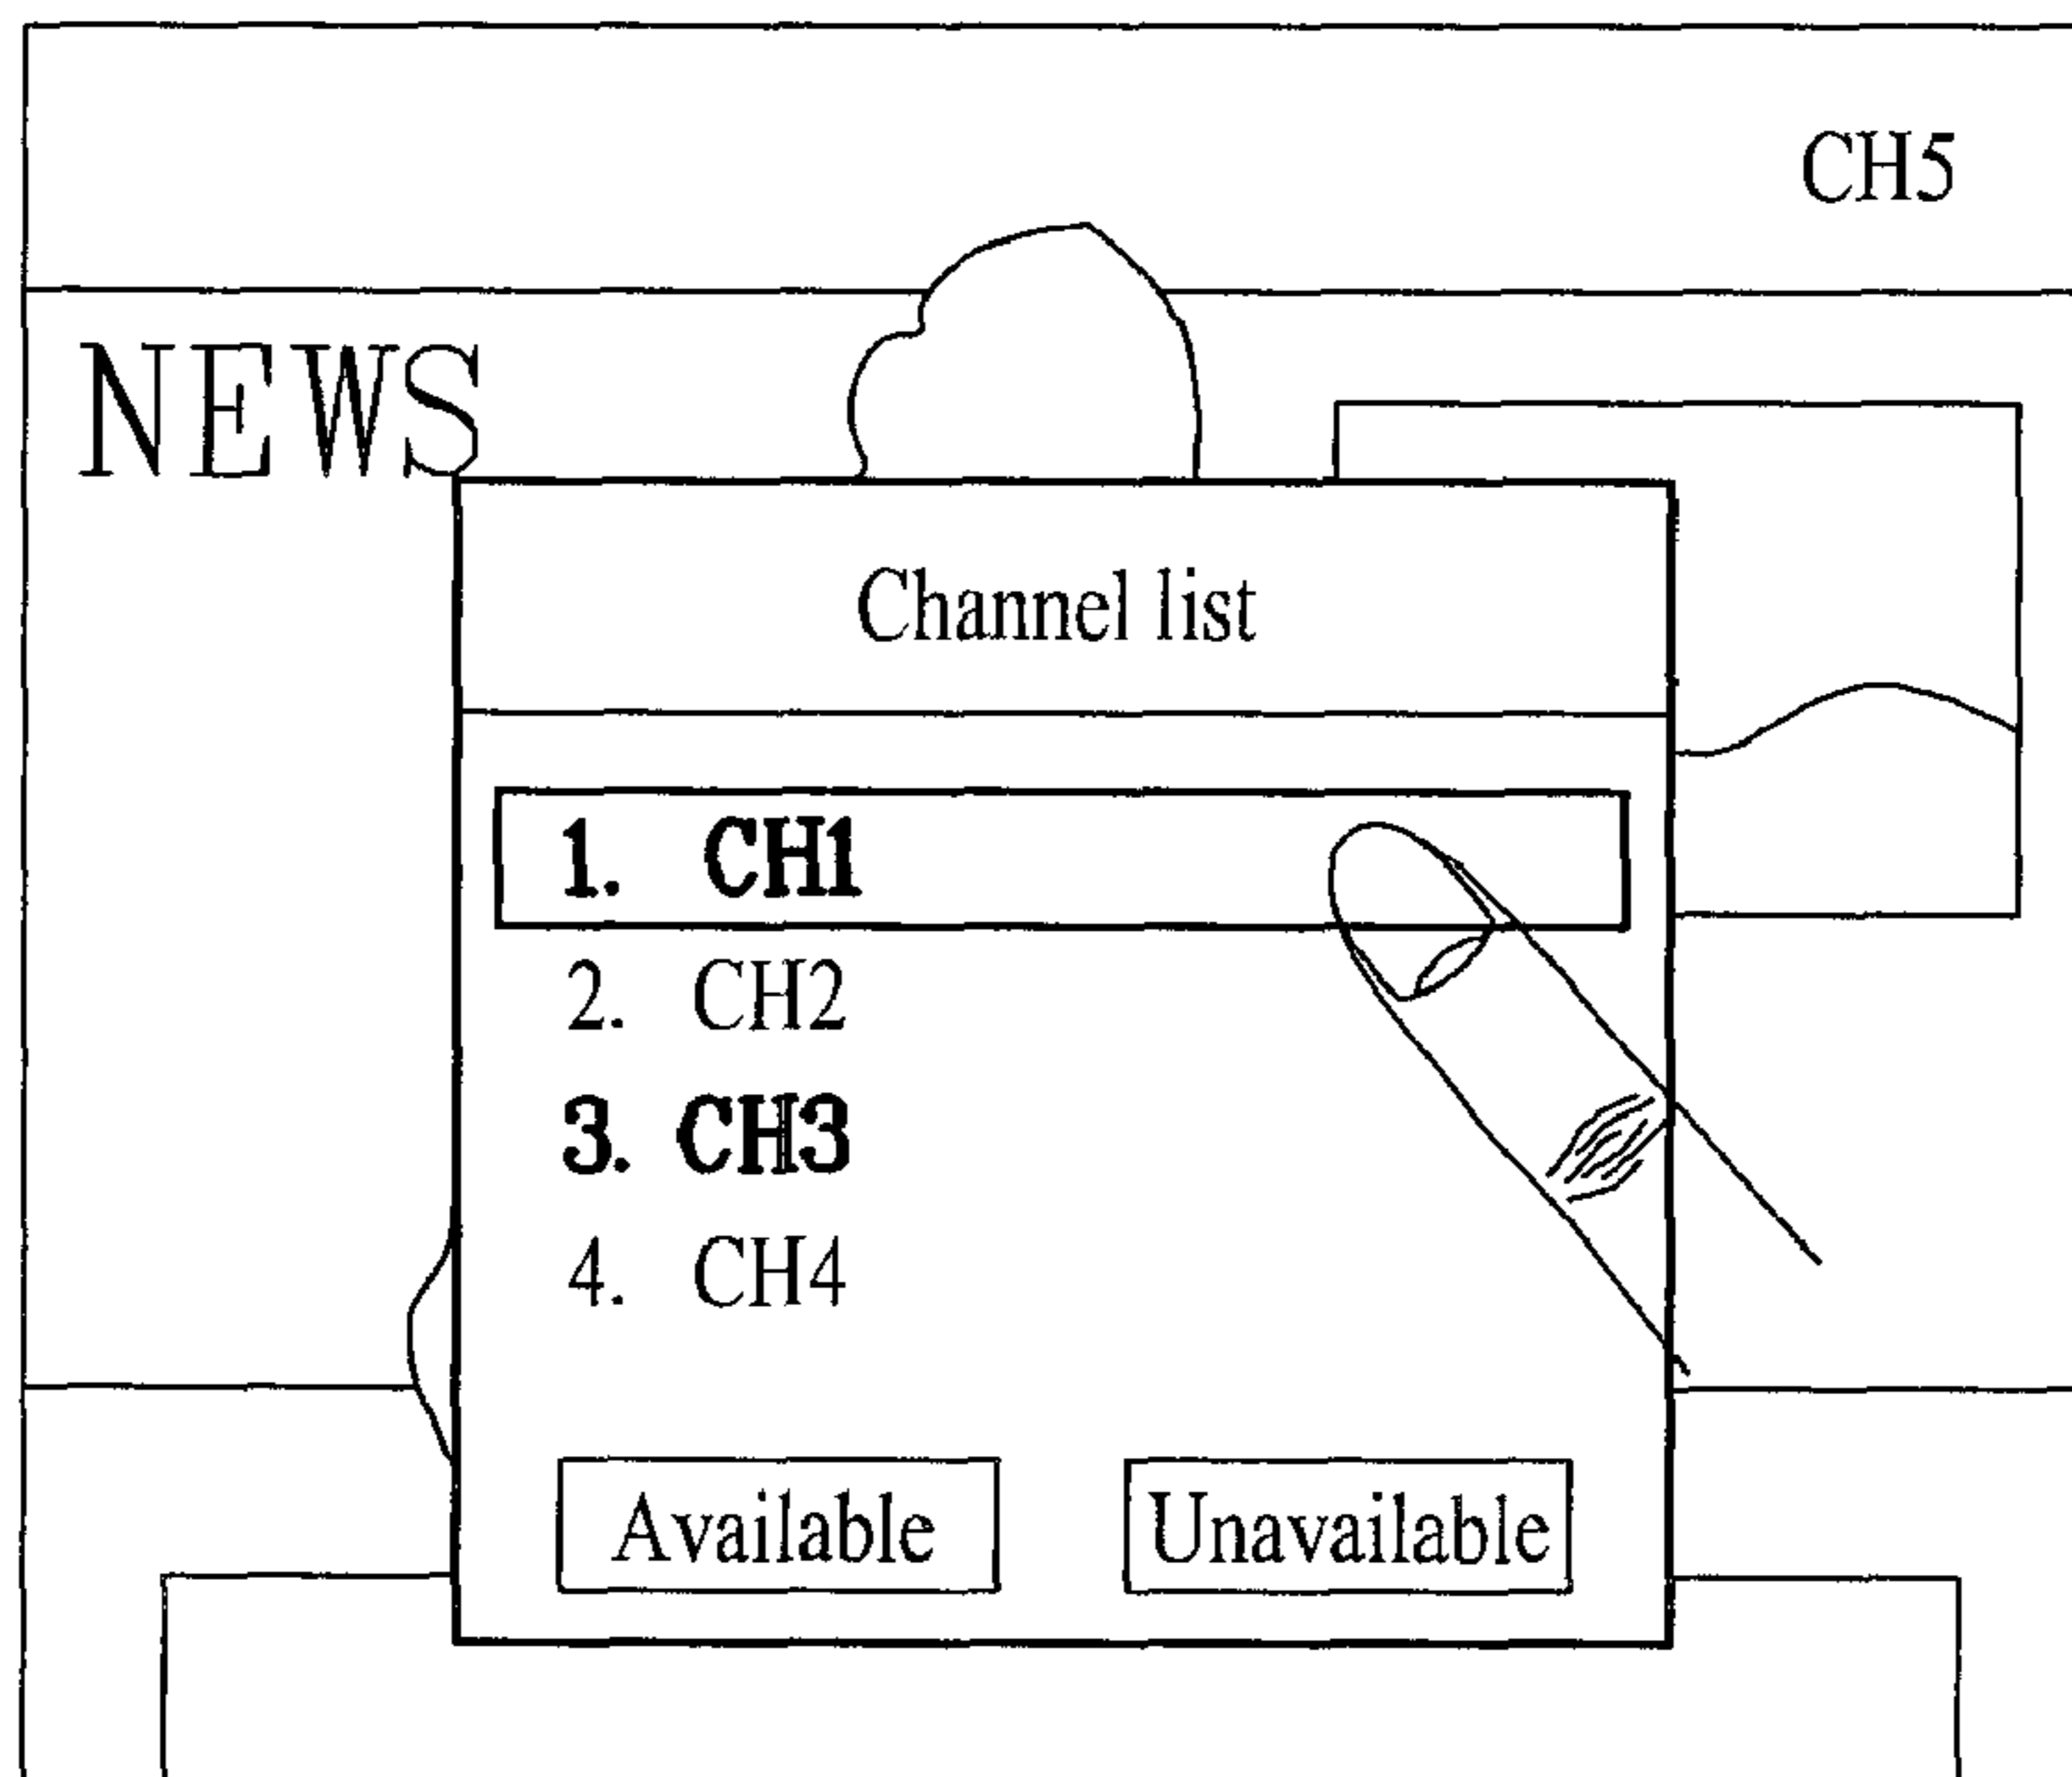 CH5
NEWS
Channel list
1. CH1
2. CH2
3. CH3
4. CH4
Available
Unavailable